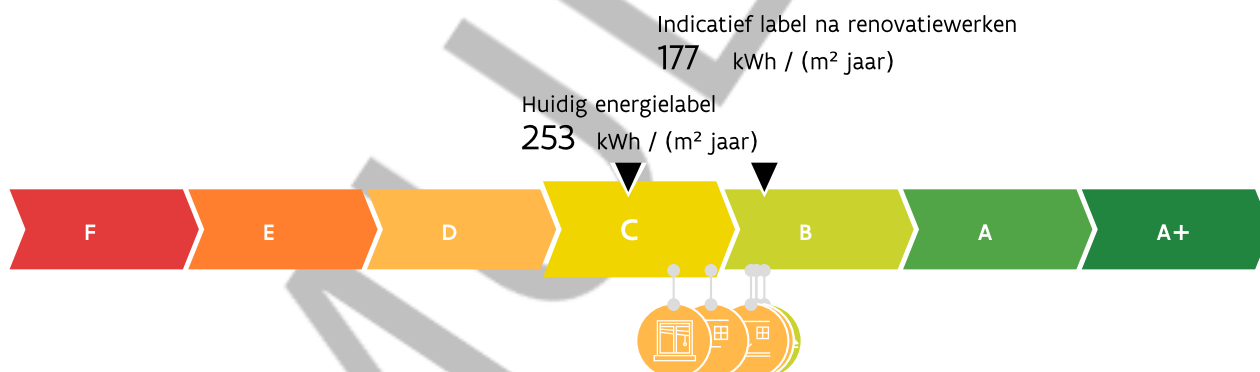 Indicatief label na renovatiewerken
177 kWh / (m² jaar)
Huidig energielabel
253 kWh / (m² jaar)
F E D C B A A+